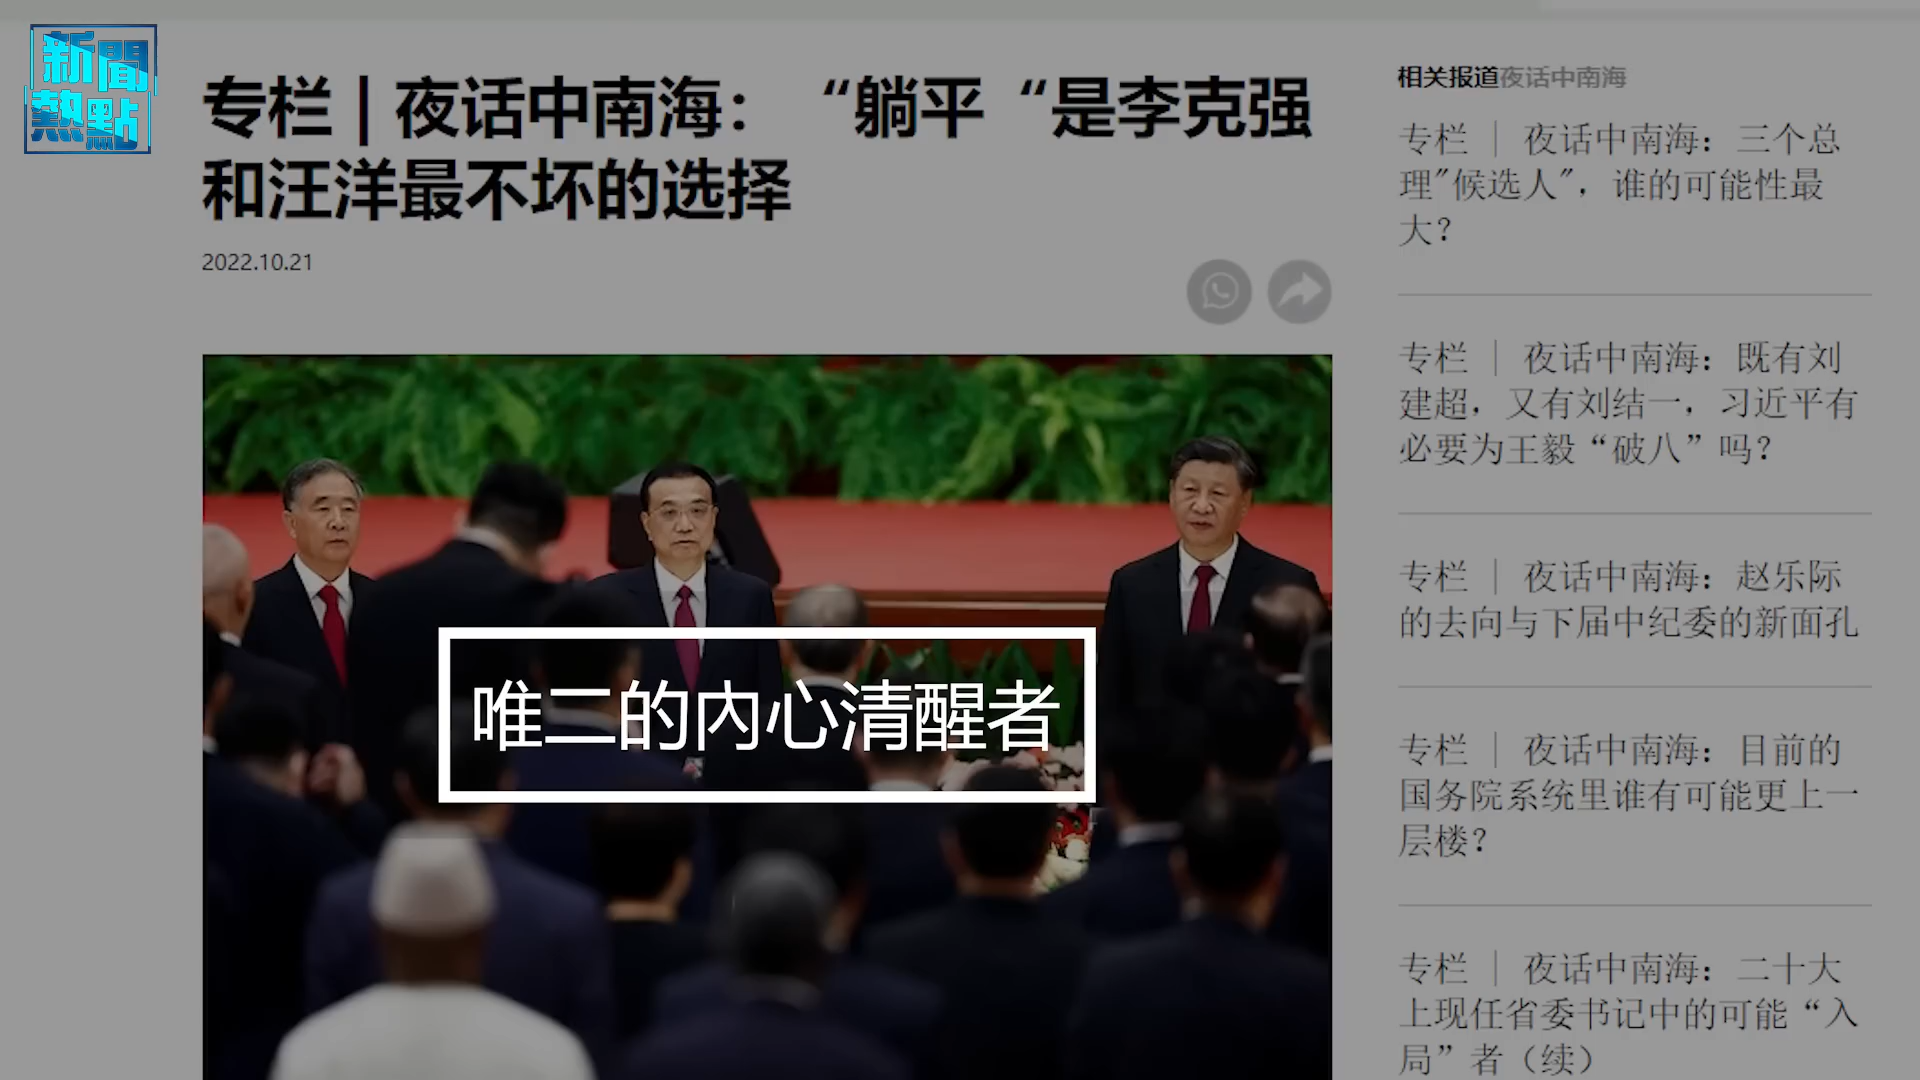 新聞
熱點
专栏 | 夜话中南海：“躺平“是李克强
和汪洋最不坏的选择
2022.10.21
唯二的內心清醒者
相关报道夜话中南海
专栏 | 夜话中南海：三个总
理"候选人"，谁的可能性最
大？
专栏 | 夜话中南海：既有刘
建超，又有刘结一，习近平有
必要为王毅“破八”吗？
专栏 | 夜话中南海：赵乐际
的去向与下届中纪委的新面孔
专栏 | 夜话中南海：目前的
国务院系统里谁有可能更上一
层楼？
专栏 | 夜话中南海：二十大
上现任省委书记中的可能“入
局”者（续）